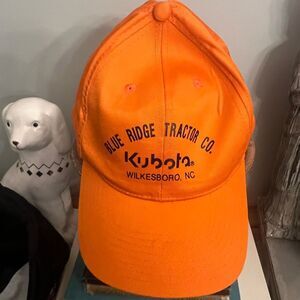 BLUE RIDGE TRACTOR CO.
Kubota®
WILKESBORO, NC